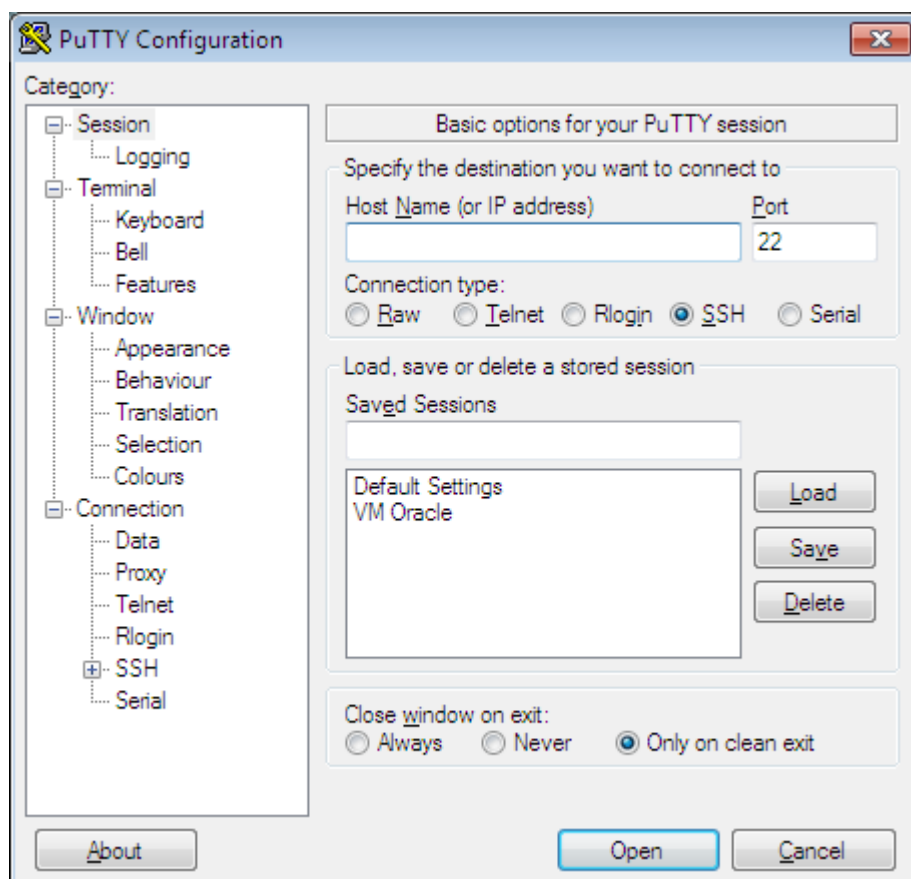 PuTTY Configuration
Category:
Session
Logging
Terminal
Keyboard
Bell
Features
Window
Appearance
Behaviour
Translation
Selection
Colours
Connection
Data
Proxy
Telnet
Rlogin
SSH
Serial
Basic options for your PuTTY session
Specify the destination you want to connect to
Host Name (or IP address) Port
22
Connection type:
Raw Telnet Rlogin SSH Serial
Load, save or delete a stored session
Saved Sessions
Default Settings
VM Oracle
Load
Save
Delete
Close window on exit:
Always Never Only on clean exit
About Open Cancel